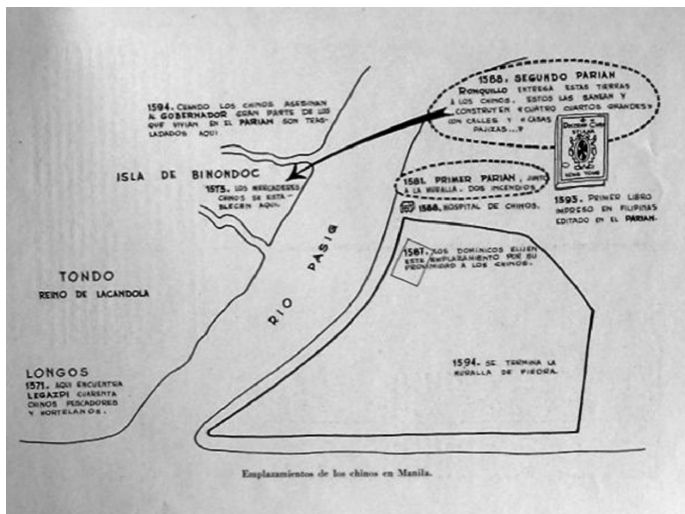 1588. SEGUNDO PARIAN
RONQUILLO ENTREGA ESTAS TIERRAS
A LOS CHINOS. ESTOS LAS SANEAN Y
CONSTRUYEN «CUATRO CUARTOS GRANDES»
CON CALLES Y «CASAS
PAJIZAS...»
1594. CUANDO LOS CHINOS ASESINAN
AL GOBERNADOR GRAN PARTE DE LOS
QUE VIVIAN EN EL PARIAN SON TRAS-
LADADOS AQUI.
ISLA DE BINONDOC
1575. LOS MERCADERES
CHINOS SE ESTA-
BLECEN AQUI.
1581. PRIMER PARIAN, JUNTO
A LA MURALLA. DOS INCENDIOS
1588. HOSPITAL DE CHINOS.
1593. PRIMER LIBRO
IMPRESO EN FILIPINAS
EDITADO EN EL PARIAN.
RIO PASIG
1587. LOS DOMINICOS ELIJEN
ESTE EMPLAZAMIENTO POR SU
PROXIMIDAD A LOS CHINOS.
TONDO
REINO DE LACANDOLA
LONGOS
1571. AQUI ENCUENTRA
LEGAZPI CUARENTA
CHINOS PESCADORES
Y HORTELANOS.
1594. SE TERMINA LA
MURALLA DE PIEDRA.
Emplazamientos de los chinos en Manila.